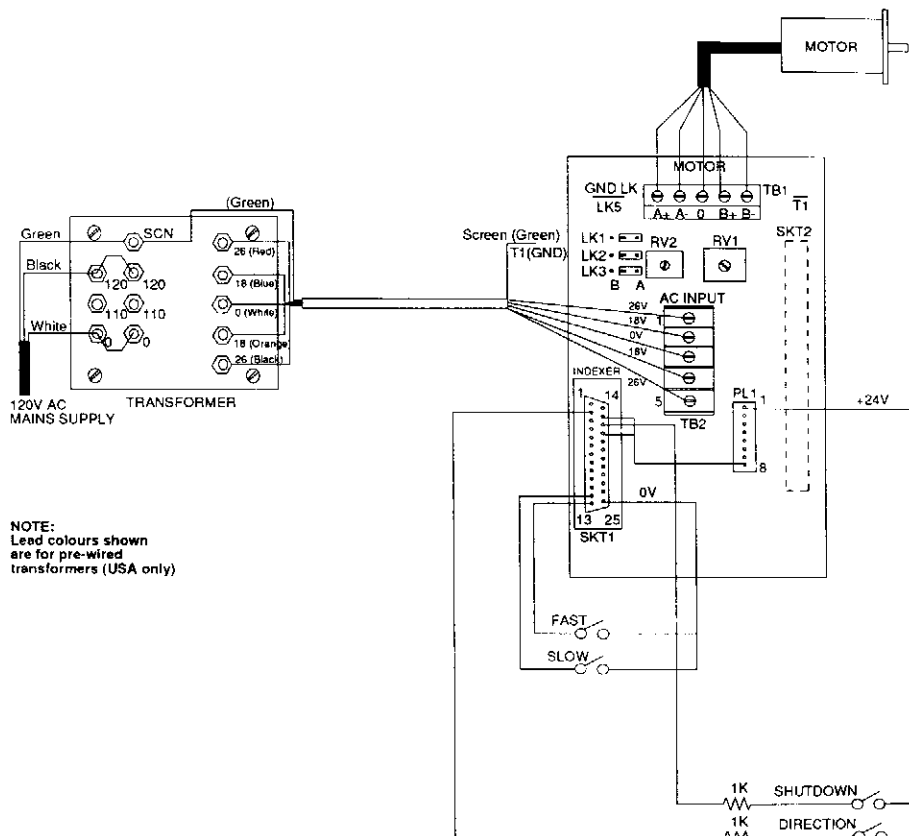 MOTOR
MOTOR
GND LK
LK5
TB1
T1
A+ A- 0 B+ B-
SKT2
(Green)
Green
SCN
26 (Red)
Screen (Green)
T1(GND)
LK1
LK2
LK3
B A
RV2
RV1
Black
120 120
18 (Blue)
110 110
0 (White)
White
0 0
18 (Orange)
26 (Black)
AC INPUT
26V
1
18V
0V
18V
26V
5
TB2
120V AC
MAINS SUPPLY
TRANSFORMER
INDEXER
1 14
PL1
1
8
+24V
0V
13 25
SKT1
NOTE:
Lead colours shown
are for pre-wired
transformers (USA only)
FAST
SLOW
1K
SHUTDOWN
1K
DIRECTION